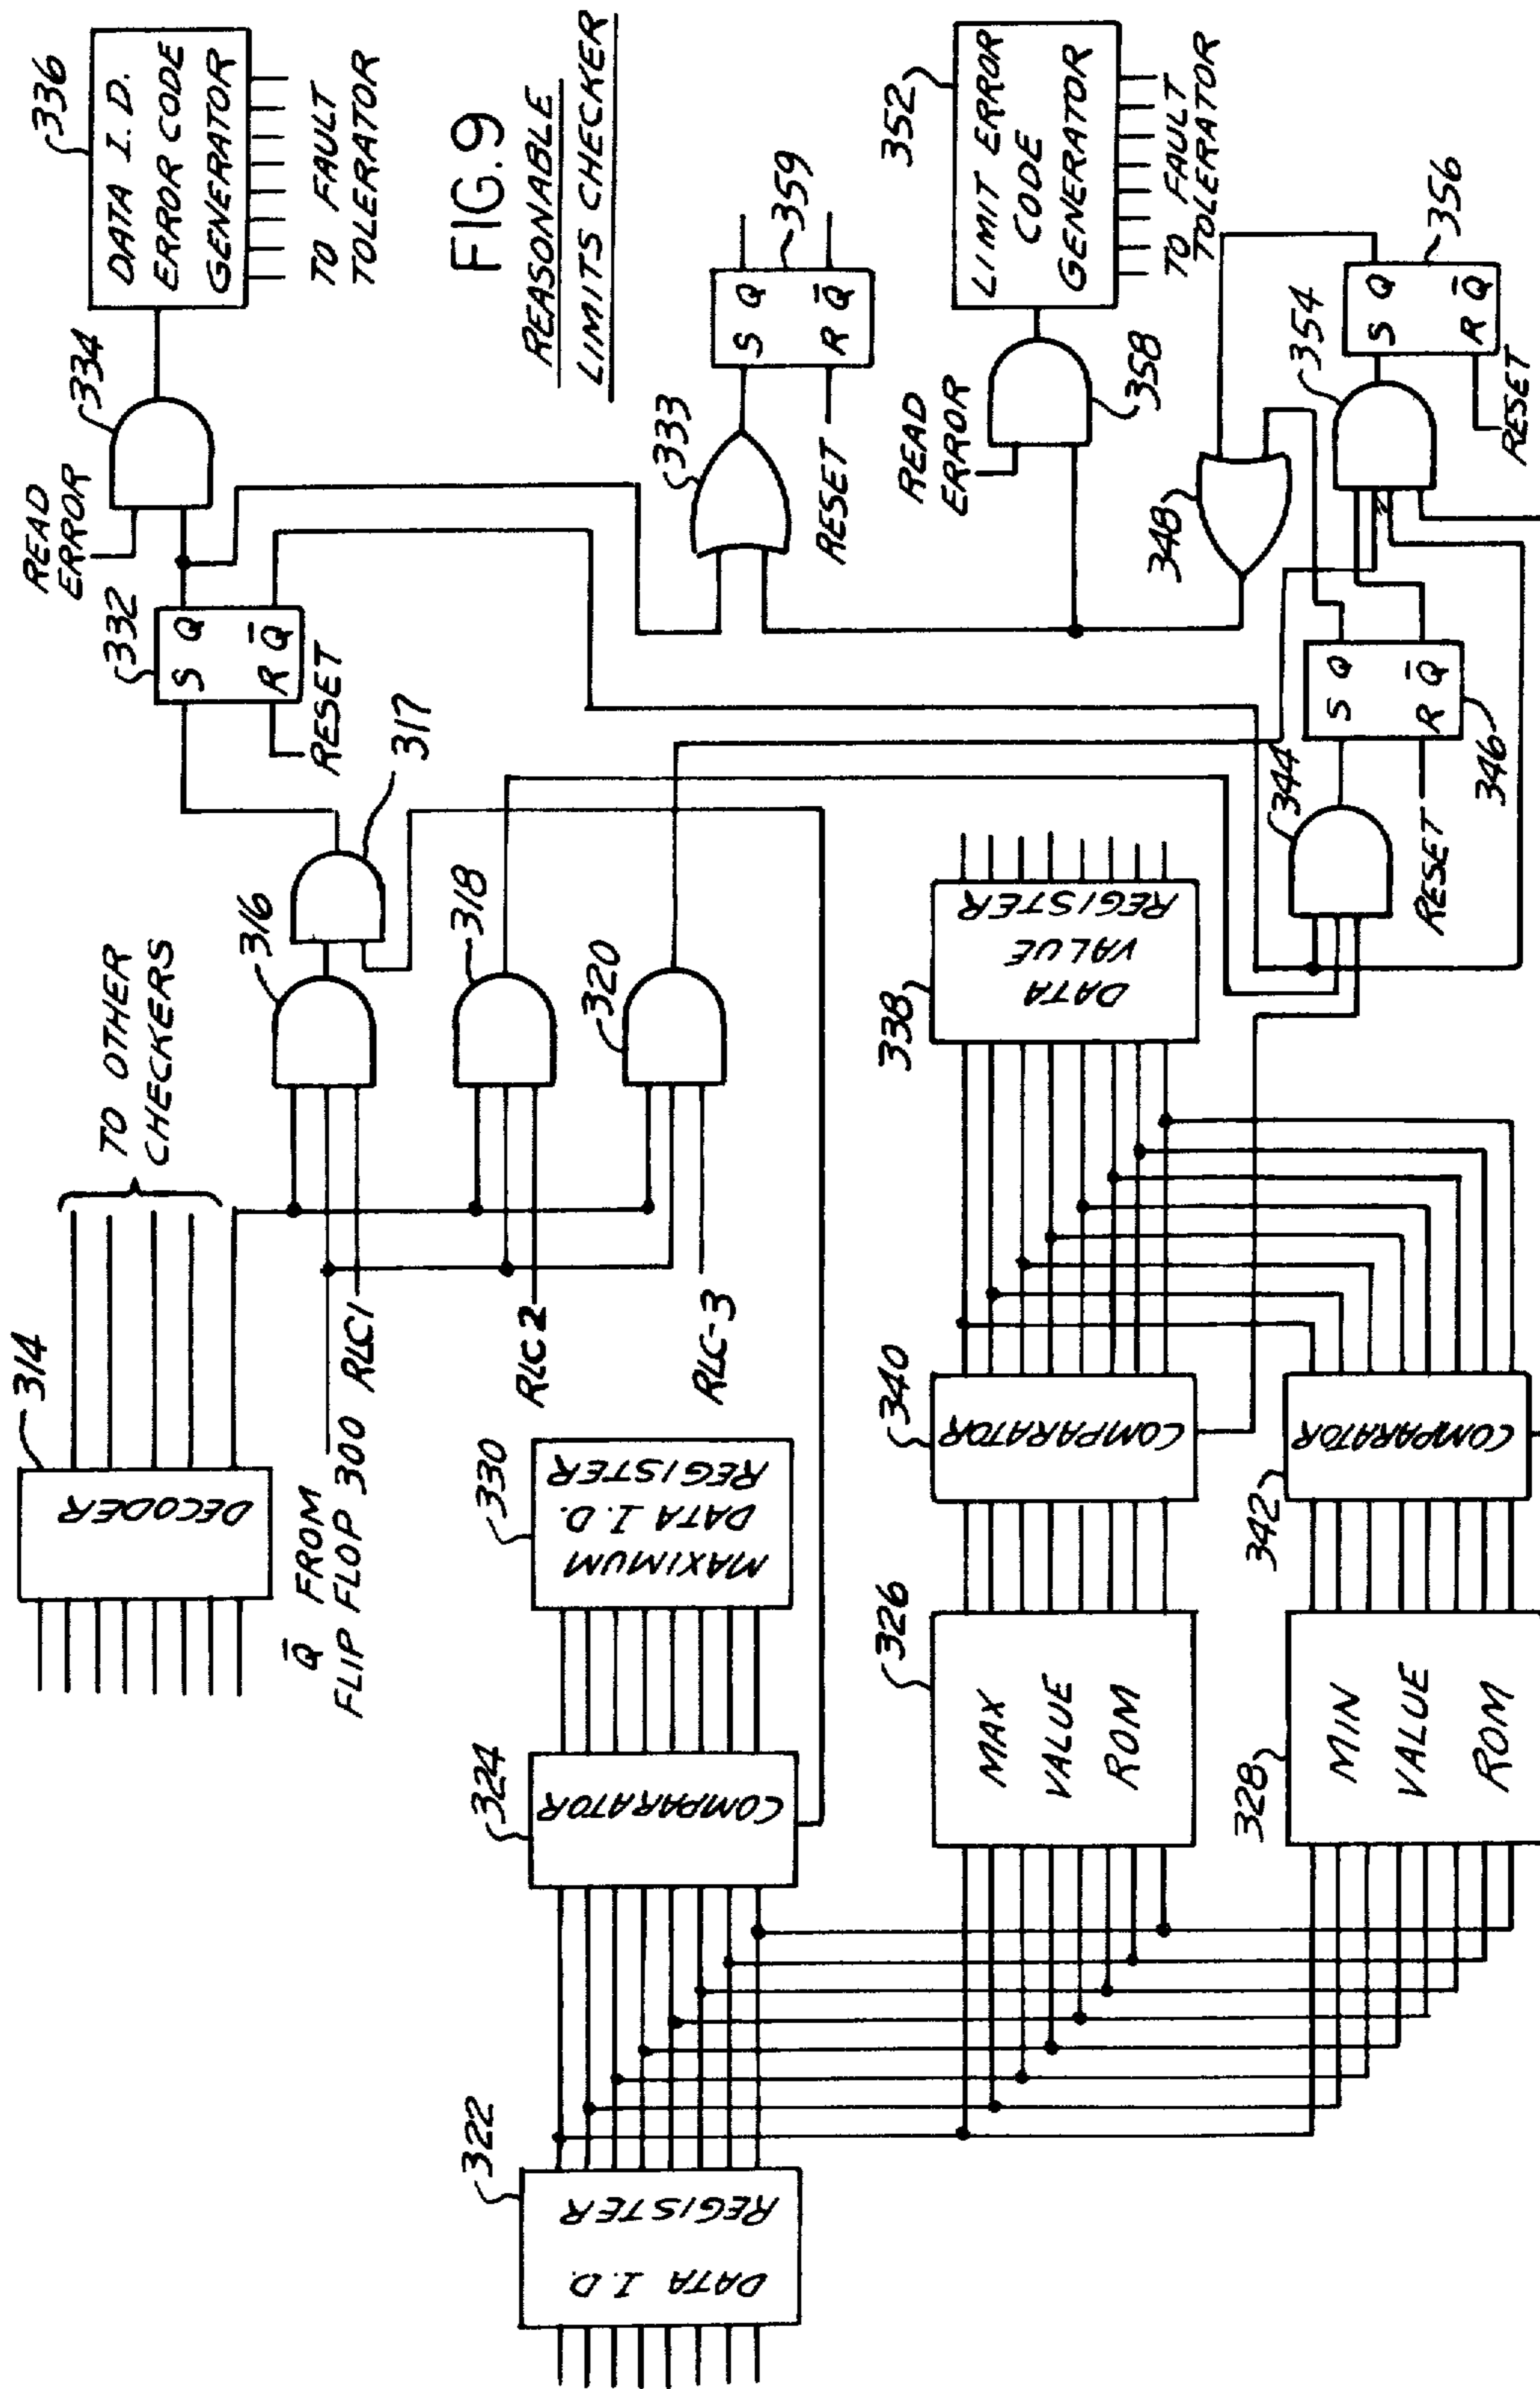 FIG.9
REASONABLE
LIMITS CHECKER
314
DECODER
TO OTHER
CHECKERS
Q̄ FROM
FLIP FLOP 300
RLC1
RLC2
RLC-3
316
317
318
320
332
S Q
R Q̄
RESET
READ
ERROR
334
336
DATA I.D.
ERROR CODE
GENERATOR
TO FAULT
TOLERATOR
322
DATA I.D.
REGISTER
324
COMPARATOR
330
MAXIMUM
DATA I.D.
REGISTER
333
S Q
R Q̄
RESET
359
326
MAX
VALUE
ROM
340
COMPARATOR
338
DATA
VALUE
REGISTER
READ
ERROR
358
352
LIMIT ERROR
CODE
GENERATOR
TO FAULT
TOLERATOR
328
MIN
VALUE
ROM
342
COMPARATOR
344
S Q
R Q̄
RESET
346
348
354
S Q
R Q̄
RESET
356